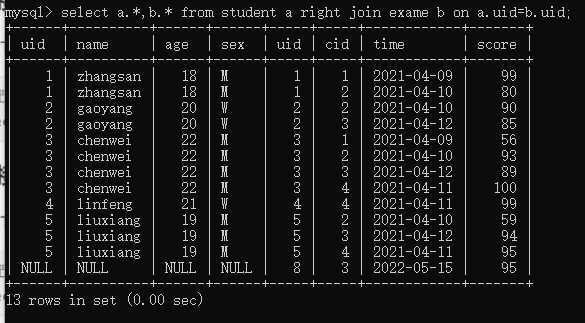 mysql> select a.*,b.* from student a right join exame b on a.uid=b.uid;
| uid | name | age | sex | uid | cid | time | score |
| 1 | zhangsan | 18 | M | 1 | 1 | 2021-04-09 | 99 |
| 1 | zhangsan | 18 | M | 1 | 2 | 2021-04-10 | 80 |
| 2 | gaoyang | 20 | W | 2 | 2 | 2021-04-10 | 90 |
| 2 | gaoyang | 20 | W | 2 | 3 | 2021-04-12 | 85 |
| 3 | chenwei | 22 | M | 3 | 1 | 2021-04-09 | 56 |
| 3 | chenwei | 22 | M | 3 | 2 | 2021-04-10 | 93 |
| 3 | chenwei | 22 | M | 3 | 3 | 2021-04-12 | 89 |
| 3 | chenwei | 22 | M | 3 | 4 | 2021-04-11 | 100 |
| 4 | linfeng | 21 | W | 4 | 4 | 2021-04-11 | 99 |
| 5 | liuxiang | 19 | M | 5 | 2 | 2021-04-10 | 59 |
| 5 | liuxiang | 19 | M | 5 | 3 | 2021-04-12 | 94 |
| 5 | liuxiang | 19 | M | 5 | 4 | 2021-04-11 | 95 |
| NULL | NULL | NULL | NULL | 8 | 3 | 2022-05-15 | 95 |
13 rows in set (0.00 sec)